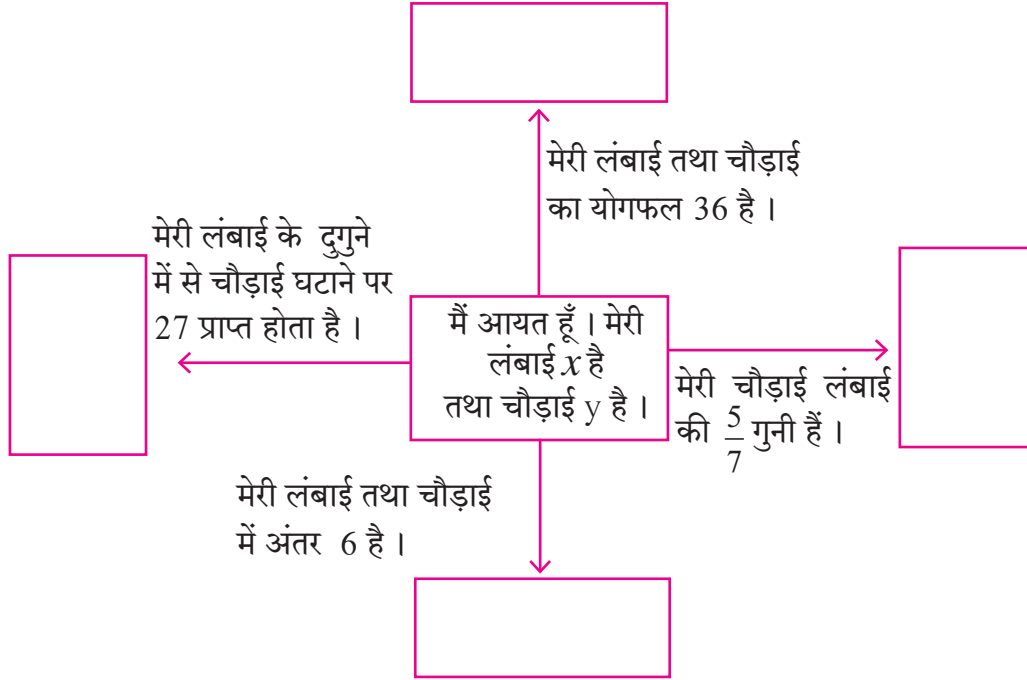 मेरी लंबाई तथा चौड़ाई
का योगफल 36 है ।
मेरी लंबाई के दुगुने
में से चौड़ाई घटाने पर
27 प्राप्त होता है ।
मैं आयत हूँ । मेरी
लंबाई x है
तथा चौड़ाई y है ।
मेरी चौड़ाई लंबाई
की 5/7 गुनी हैं ।
मेरी लंबाई तथा चौड़ाई
में अंतर 6 है ।